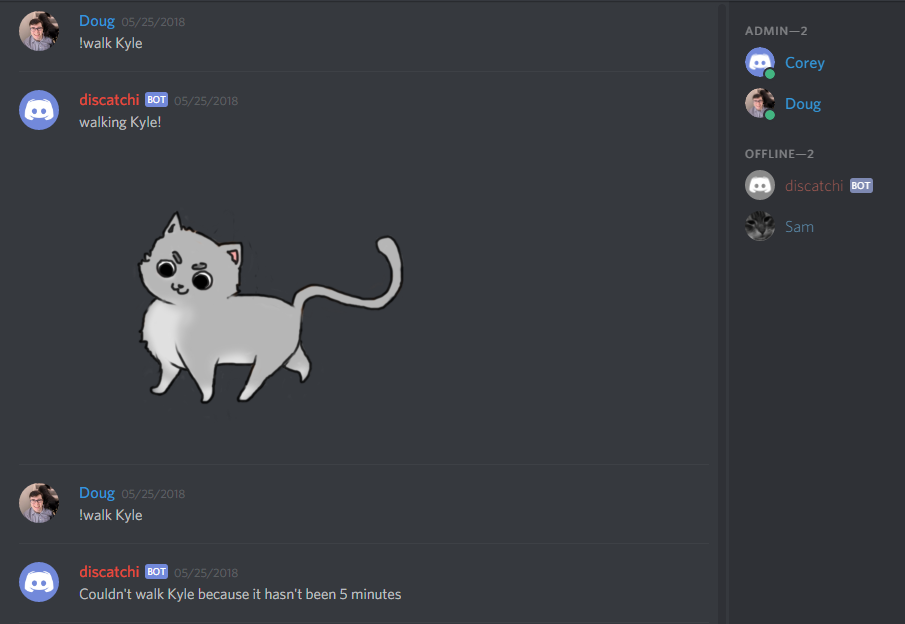 Doug 05/25/2018
!walk Kyle
discatchi BOT 05/25/2018
walking Kyle!
Doug 05/25/2018
!walk Kyle
discatchi BOT 05/25/2018
Couldn't walk Kyle because it hasn't been 5 minutes
ADMIN—2
Corey
Doug
OFFLINE—2
discatchi BOT
Sam